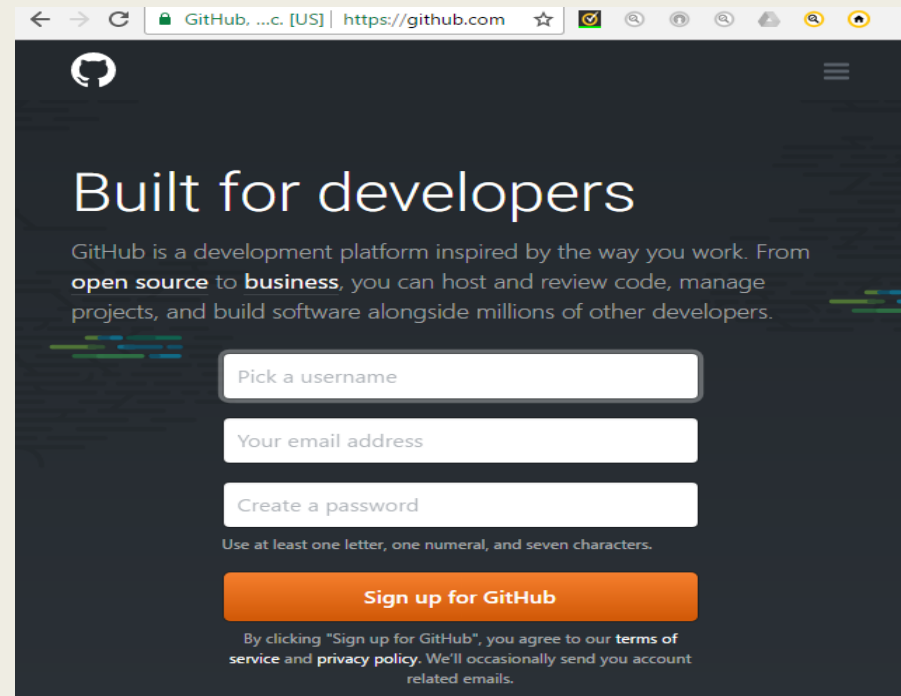 GitHub, ...c. [US] | https://github.com
Built for developers
GitHub is a development platform inspired by the way you work. From
open source to business, you can host and review code, manage
projects, and build software alongside millions of other developers.
Pick a username
Your email address
Create a password
Use at least one letter, one numeral, and seven characters.
Sign up for GitHub
By clicking "Sign up for GitHub", you agree to our terms of
service and privacy policy. We'll occasionally send you account
related emails.